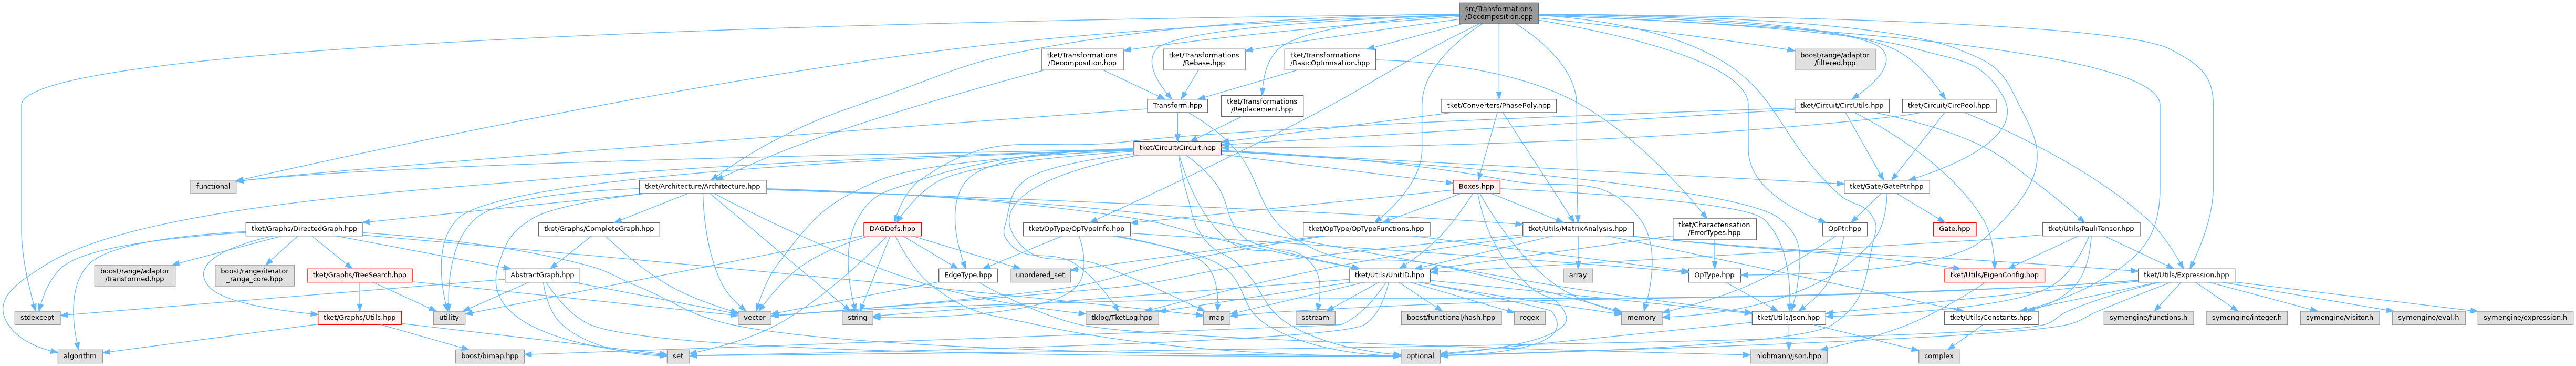 src/Transformations
/Decomposition.cpp
tket/Transformations
/Decomposition.hpp
tket/Transformations
/Rebase.hpp
tket/Transformations
/BasicOptimisation.hpp
boost/range/adaptor
/filtered.hpp
Transform.hpp
tket/Transformations
/Replacement.hpp
tket/Converters/PhasePoly.hpp
tket/Circuit/CircUtils.hpp
tket/Circuit/CircPool.hpp
tket/Circuit/Circuit.hpp
functional
tket/Architecture/Architecture.hpp
Boxes.hpp
tket/Gate/GatePtr.hpp
tket/Graphs/DirectedGraph.hpp
tket/Graphs/CompleteGraph.hpp
DAGDefs.hpp
tket/OpType/OpTypeInfo.hpp
tket/OpType/OpTypeFunctions.hpp
tket/Characterisation
/ErrorTypes.hpp
tket/Utils/MatrixAnalysis.hpp
OpPtr.hpp
Gate.hpp
tket/Utils/PauliTensor.hpp
boost/range/adaptor
/transformed.hpp
boost/range/iterator
_range_core.hpp
tket/Graphs/TreeSearch.hpp
AbstractGraph.hpp
EdgeType.hpp
unordered_set
tket/Utils/UnitID.hpp
array
OpType.hpp
tket/Utils/EigenConfig.hpp
tket/Utils/Expression.hpp
stdexcept
tket/Graphs/Utils.hpp
utility
vector
string
tklog/TketLog.hpp
map
sstream
boost/functional/hash.hpp
regex
memory
tket/Utils/Json.hpp
tket/Utils/Constants.hpp
symengine/functions.h
symengine/integer.h
symengine/visitor.h
symengine/eval.h
symengine/expression.h
algorithm
boost/bimap.hpp
set
optional
nlohmann/json.hpp
complex